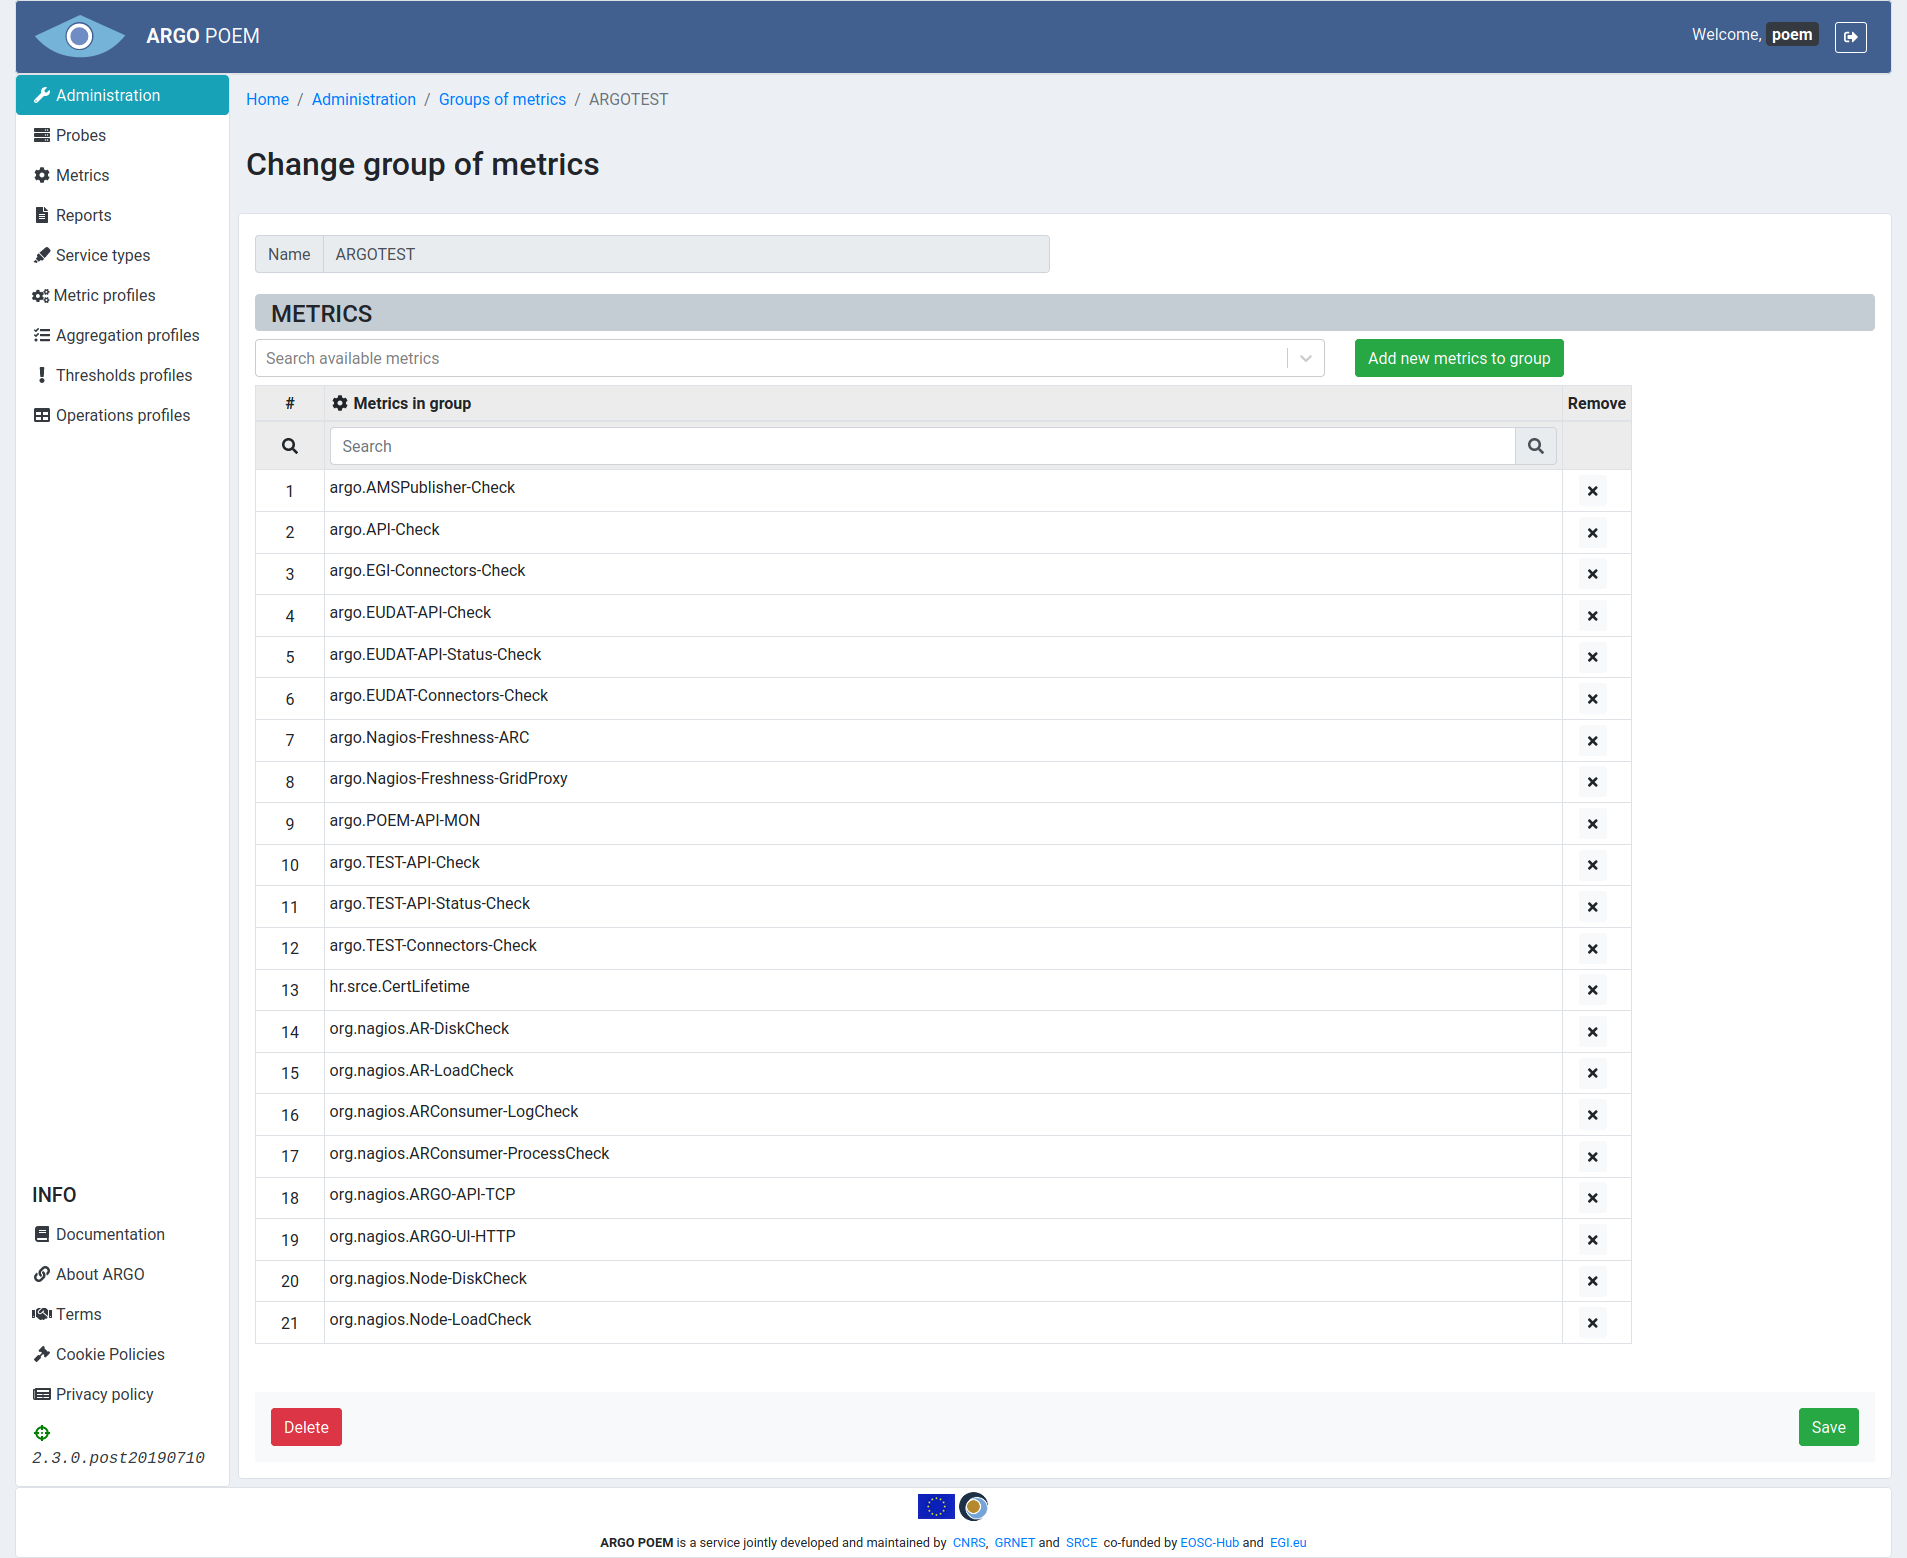 ARGO POEM
Welcome, poem
Administration
Probes
Metrics
Reports
Service types
Metric profiles
Aggregation profiles
Thresholds profiles
Operations profiles
INFO
Documentation
About ARGO
Terms
Cookie Policies
Privacy policy
2.3.0.post20190710
Home / Administration / Groups of metrics / ARGOTEST
Change group of metrics
Name ARGOTEST
METRICS
Search available metrics
Add new metrics to group
# Metrics in group Remove
Search
1 argo.AMSPublisher-Check
2 argo.API-Check
3 argo.EGI-Connectors-Check
4 argo.EUDAT-API-Check
5 argo.EUDAT-API-Status-Check
6 argo.EUDAT-Connectors-Check
7 argo.Nagios-Freshness-ARC
8 argo.Nagios-Freshness-GridProxy
9 argo.POEM-API-MON
10 argo.TEST-API-Check
11 argo.TEST-API-Status-Check
12 argo.TEST-Connectors-Check
13 hr.srce.CertLifetime
14 org.nagios.AR-DiskCheck
15 org.nagios.AR-LoadCheck
16 org.nagios.ARConsumer-LogCheck
17 org.nagios.ARConsumer-ProcessCheck
18 org.nagios.ARGO-API-TCP
19 org.nagios.ARGO-UI-HTTP
20 org.nagios.Node-DiskCheck
21 org.nagios.Node-LoadCheck
Delete
Save
ARGO POEM is a service jointly developed and maintained by CNRS, GRNET and SRCE co-funded by EOSC-Hub and EGI.eu